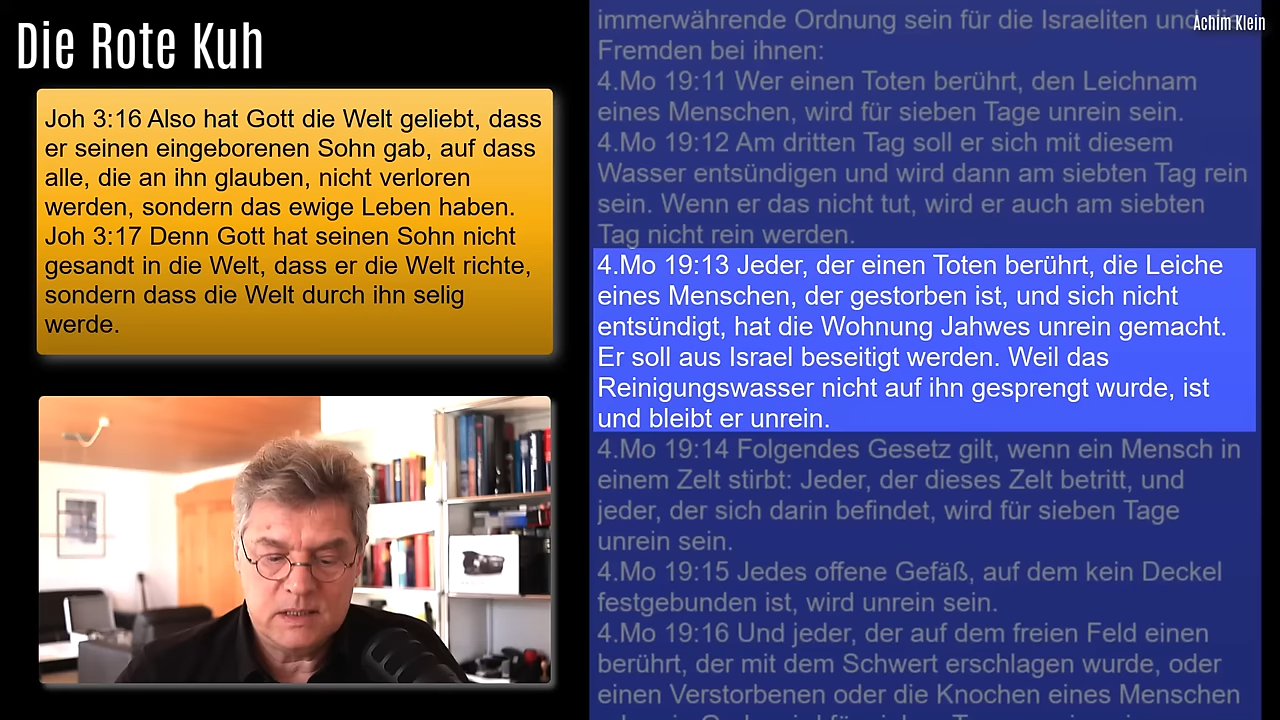 Die Rote Kuh
Joh 3:16 Also hat Gott die Welt geliebt, dass
er seinen eingeborenen Sohn gab, auf dass
alle, die an ihn glauben, nicht verloren
werden, sondern das ewige Leben haben.
Joh 3:17 Denn Gott hat seinen Sohn nicht
gesandt in die Welt, dass er die Welt richte,
sondern dass die Welt durch ihn selig
werde.
Achim Klein
immerwährende Ordnung sein für die Israeliten und die
Fremden bei ihnen:
4.Mo 19:11 Wer einen Toten berührt, den Leichnam
eines Menschen, wird für sieben Tage unrein sein.
4.Mo 19:12 Am dritten Tag soll er sich mit diesem
Wasser entsündigen und wird dann am siebten Tag rein
sein. Wenn er das nicht tut, wird er auch am siebten
Tag nicht rein werden.
4.Mo 19:13 Jeder, der einen Toten berührt, die Leiche
eines Menschen, der gestorben ist, und sich nicht
entsündigt, hat die Wohnung Jahwes unrein gemacht.
Er soll aus Israel beseitigt werden. Weil das
Reinigungswasser nicht auf ihn gesprengt wurde, ist
und bleibt er unrein.
4.Mo 19:14 Folgendes Gesetz gilt, wenn ein Mensch in
einem Zelt stirbt: Jeder, der dieses Zelt betritt, und
jeder, der sich darin befindet, wird für sieben Tage
unrein sein.
4.Mo 19:15 Jedes offene Gefäß, auf dem kein Deckel
festgebunden ist, wird unrein sein.
4.Mo 19:16 Und jeder, der auf dem freien Feld einen
berührt, der mit dem Schwert erschlagen wurde, oder
einen Verstorbenen oder die Knochen eines Menschen